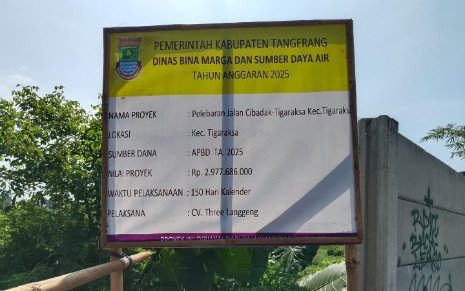 PEMERINTAH KABUPATEN TANGERANG
DINAS BINA MARGA DAN SUMBER DAYA AIR
TAHUN ANGGARAN 2025
NAMA PROYEK : Pelebaran Jalan Cibadak-Tigaraksa Kec.Tigaraks
LOKASI : Kec. Tigaraksa
SUMBER DANA : APBD TA. 2025
NILAI PROYEK : Rp. 2.977.686.000
WAKTU PELAKSANAAN : 150 Hari Kalender
PELAKSANA : CV. Three Langgeng